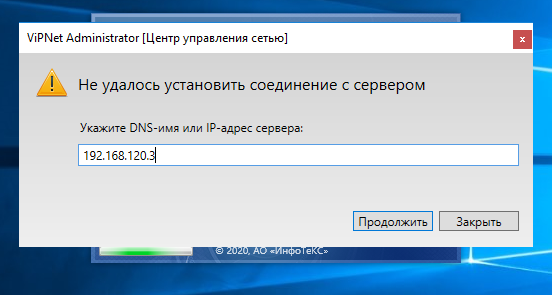 ViPNet Administrator [Центр управления сетью]
x
Не удалось установить соединение с сервером
Укажите DNS-имя или IP-адрес сервера:
192.168.120.3
Продолжить Закрыть
© 2020, АО «ИнфоТеКС»